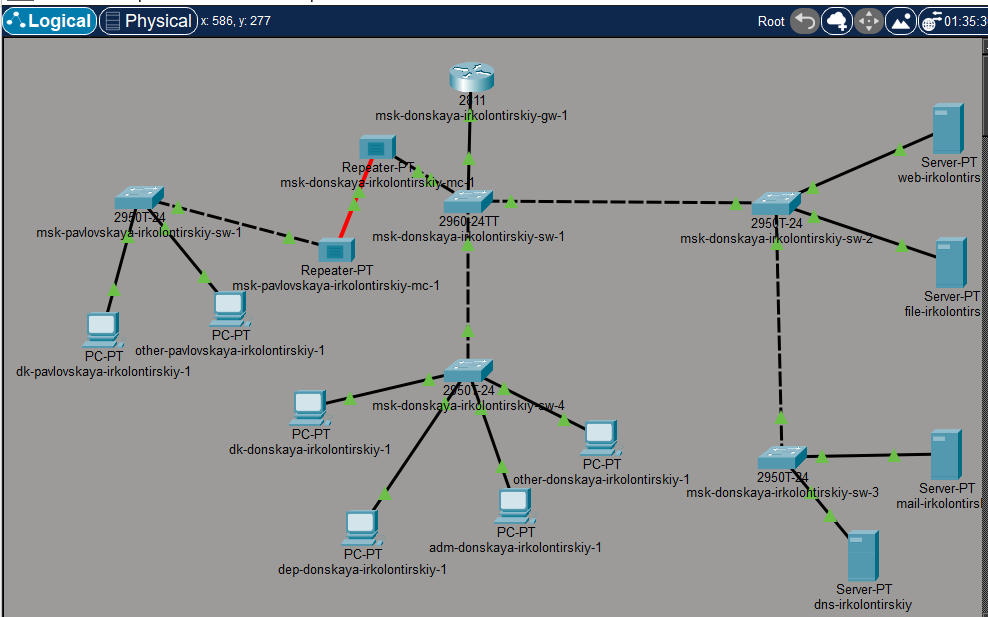 Logical
Physical
x: 586, y: 277
Root
01:35:3
2811
msk-donskaya-irkolontirskiy-gw-1
Repeater-PT
msk-donskaya-irkolontirskiy-mc-1
Server-PT
web-irkolontirs
2950T-24
msk-pavlovskaya-irkolontirskiy-sw-1
2960-24TT
msk-donskaya-irkolontirskiy-sw-1
2950T-24
msk-donskaya-irkolontirskiy-sw-2
Repeater-PT
msk-pavlovskaya-irkolontirskiy-mc-1
Server-PT
file-irkolontirs
PC-PT
other-pavlovskaya-irkolontirskiy-1
PC-PT
dk-pavlovskaya-irkolontirskiy-1
2950T-24
msk-donskaya-irkolontirskiy-sw-4
PC-PT
dk-donskaya-irkolontirskiy-1
PC-PT
other-donskaya-irkolontirskiy-1
2950T-24
msk-donskaya-irkolontirskiy-sw-3
Server-PT
mail-irkolontirsl
PC-PT
adm-donskaya-irkolontirskiy-1
PC-PT
dep-donskaya-irkolontirskiy-1
Server-PT
dns-irkolontirskiy